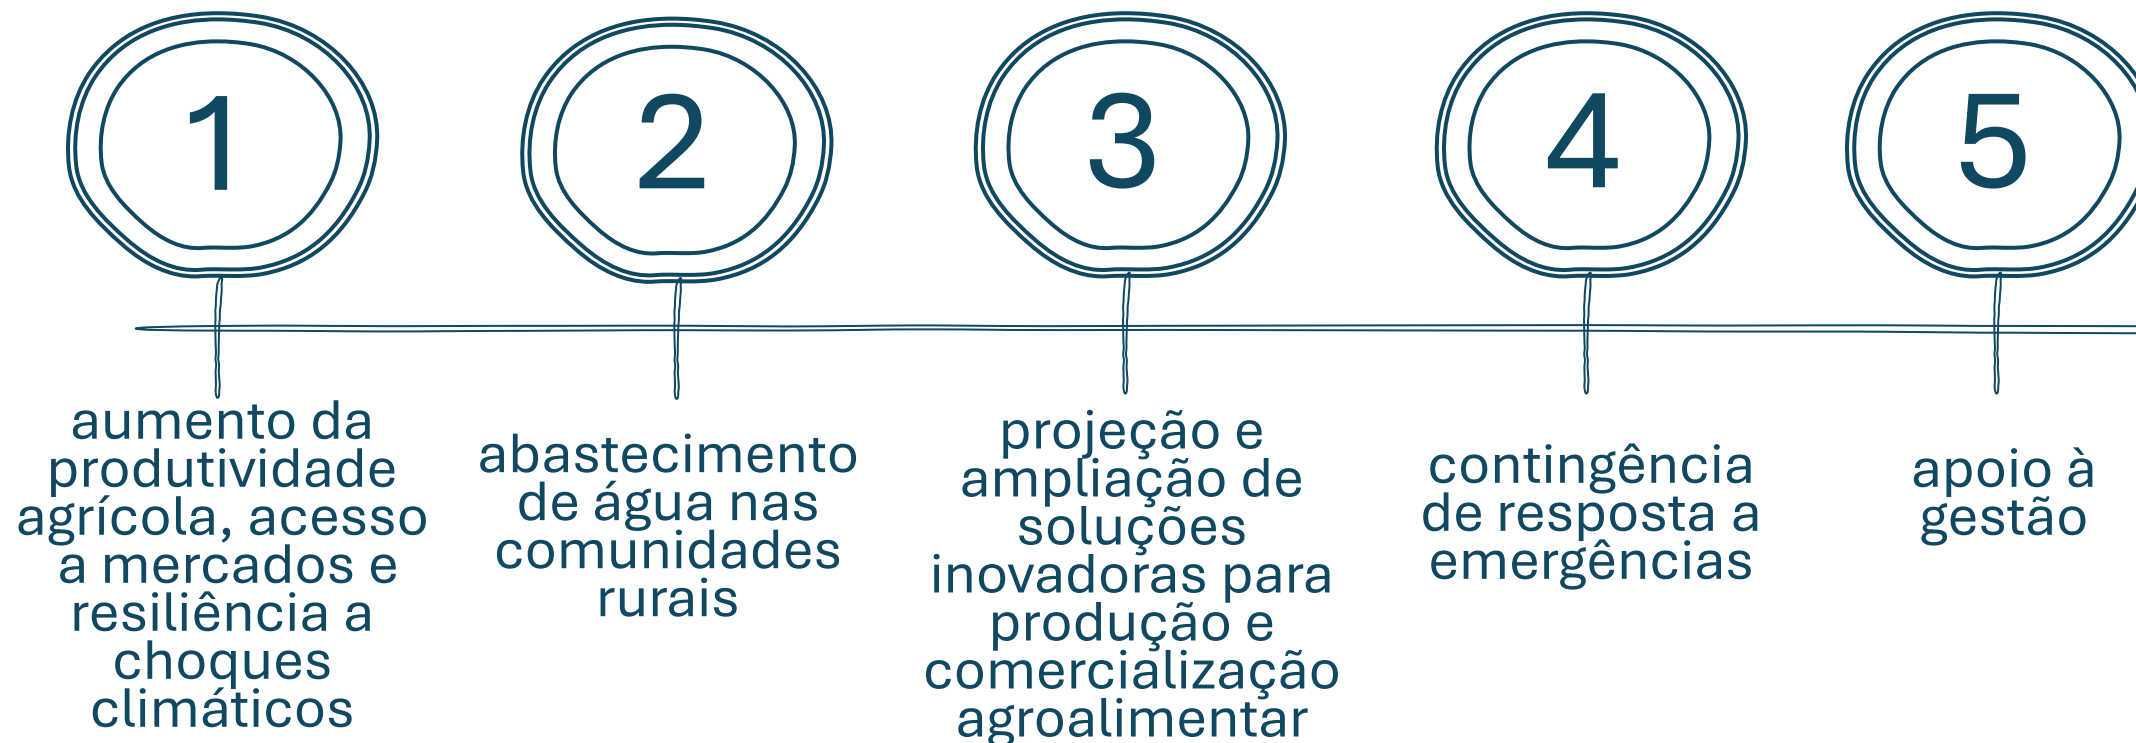 1
aumento da
produtividade
agrícola, acesso
a mercados e
resiliência a
choques
climáticos
2
abastecimento
de água nas
comunidades
rurais
3
projeção e
ampliação de
soluções
inovadoras para
produção e
comercialização
agroalimentar
4
contingência
de resposta a
emergências
5
apoio à
gestão